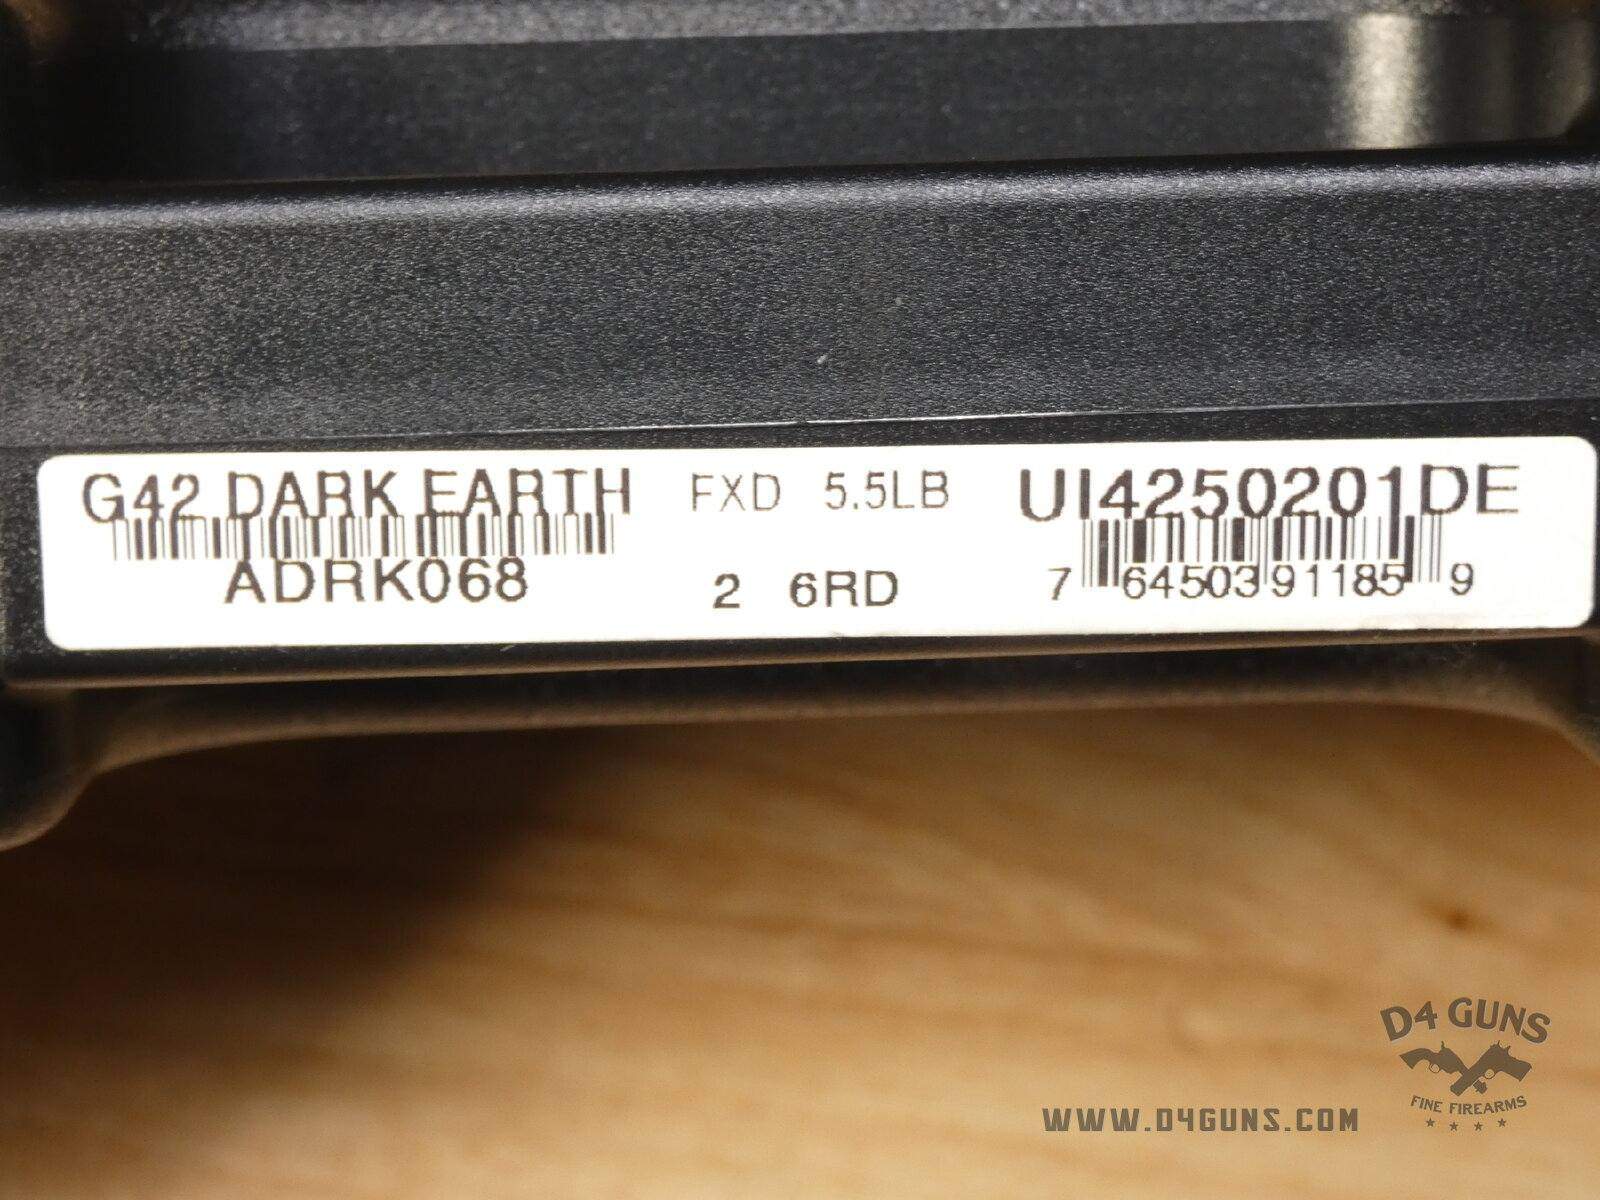 G42 DARK EARTH FXD 5.5LB UI4250201DE
ADRK068 2 6RD 7 64503 91185 9
D4 GUNS
FINE FIREARMS
WWW.D4GUNS.COM